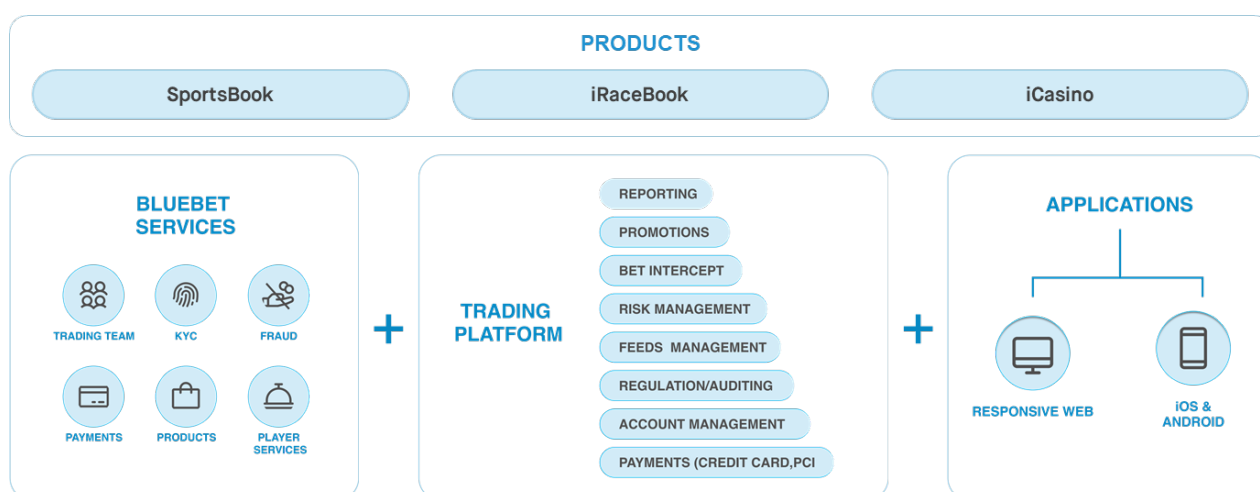 PRODUCTS
SportsBook
iRaceBook
iCasino
BLUEBET
SERVICES
TRADING TEAM
KYC
FRAUD
PAYMENTS
PRODUCTS
PLAYER
SERVICES
TRADING
PLATFORM
REPORTING
PROMOTIONS
BET INTERCEPT
RISK MANAGEMENT
FEEDS MANAGEMENT
REGULATION/AUDITING
ACCOUNT MANAGEMENT
PAYMENTS (CREDIT CARD,PCI
APPLICATIONS
RESPONSIVE WEB
iOS &
ANDROID